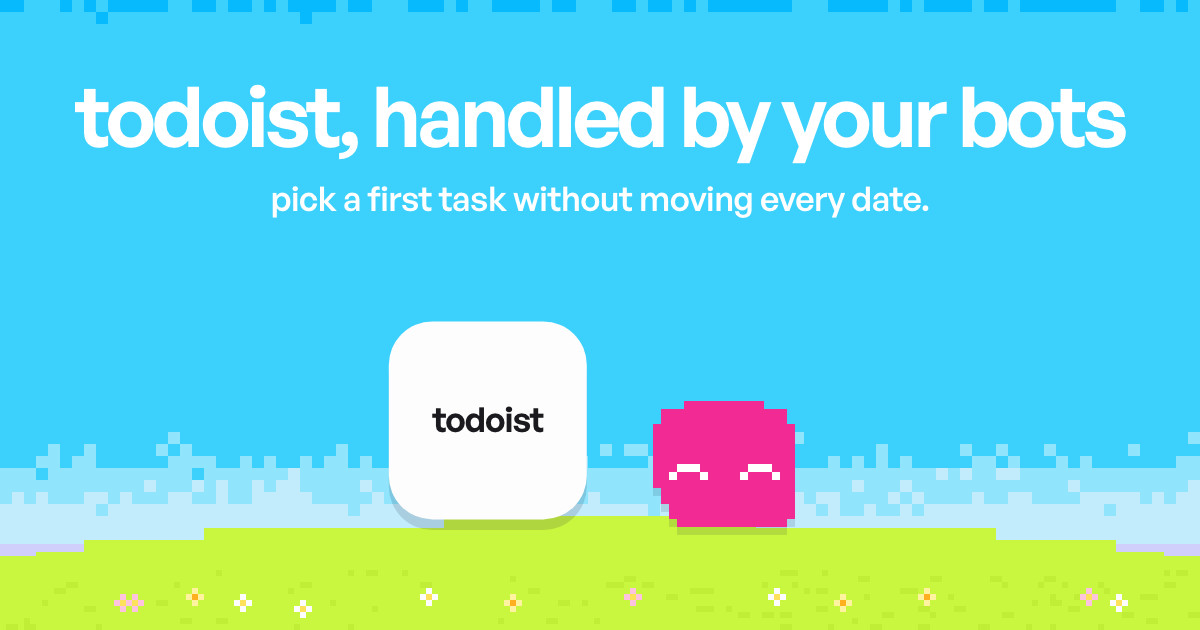 todoist, handled by your bots
pick a first task without moving every date.
todoist